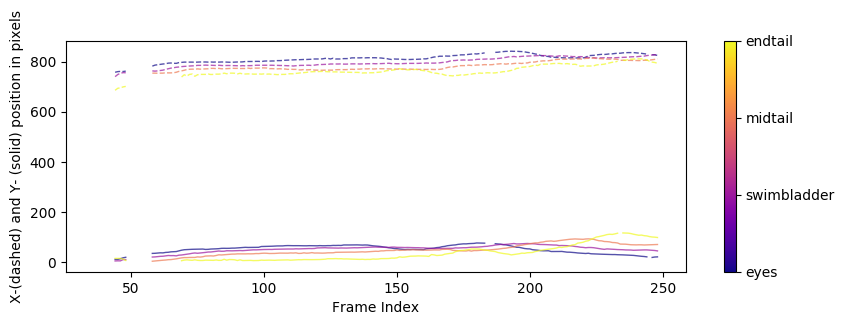 X-(dashed) and Y- (solid) position in pixels
800
600
400
200
0
50
100
150
200
250
Frame Index
endtail
midtail
swimbladder
eyes